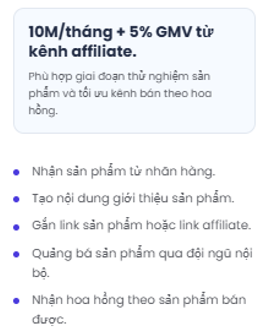 10M/tháng + 5% GMV từ
kênh affiliate.
Phù hợp giai đoạn thử nghiệm sản
phẩm và tối ưu kênh bán theo hoa
hồng.
Nhận sản phẩm từ nhãn hàng.
Tạo nội dung giới thiệu sản phẩm.
Gắn link sản phẩm hoặc link affiliate.
Quảng bá sản phẩm qua đội ngũ nội
bộ.
Nhận hoa hồng theo sản phẩm bán
được.